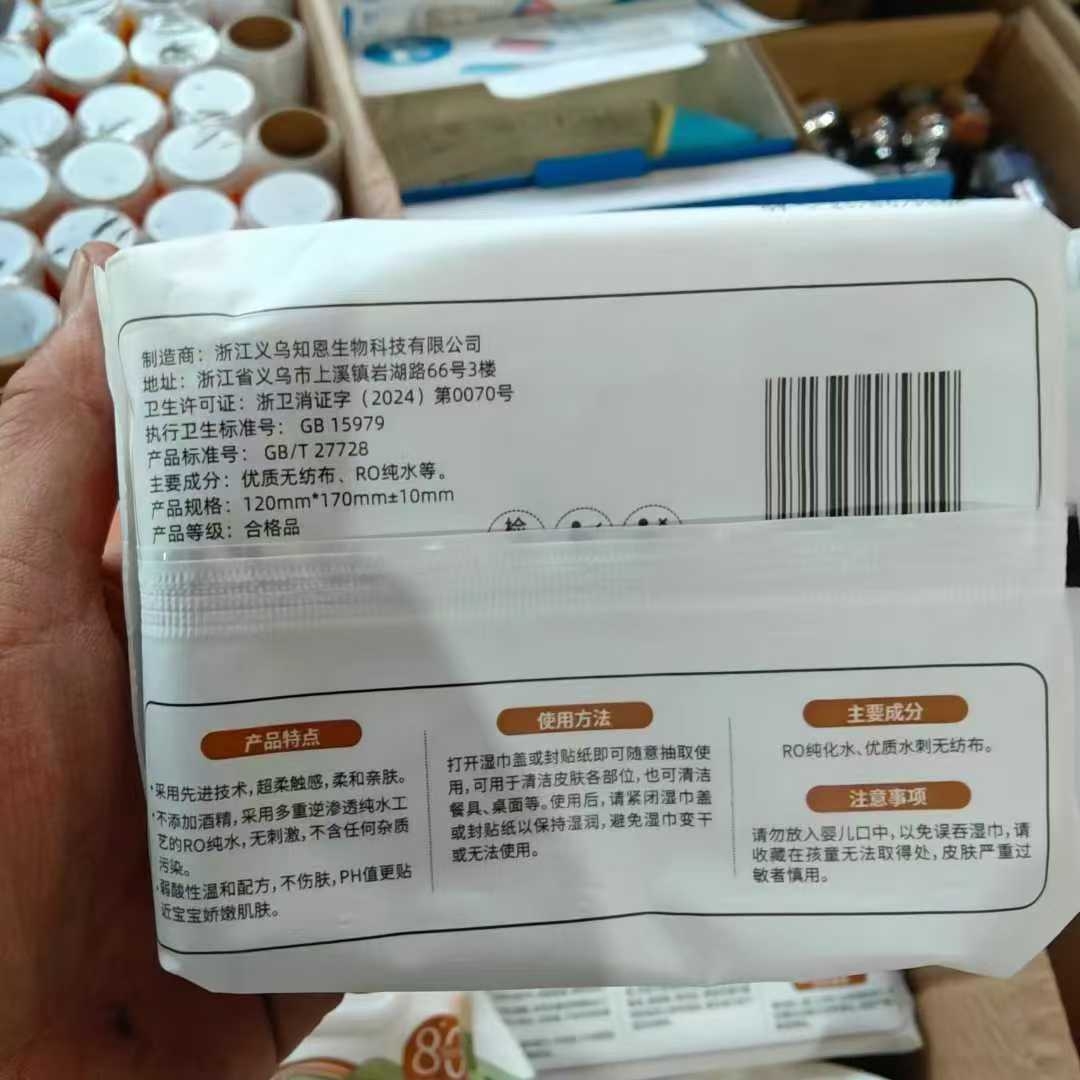 制造商：浙江义乌知恩生物科技有限公司
地址：浙江省义乌市上溪镇岩湖路66号3楼
卫生许可证：浙卫消证字（2024）第0070号
执行卫生标准号： GB 15979
产品标准号： GB/T 27728
主要成分：优质无纺布、RO纯水等。
产品规格：120mm*170mm±10mm
产品等级：合格品
检
产品特点
·采用先进技术，超柔触感，柔和亲肤。
·不添加酒精，采用多重逆渗透纯水工
艺的RO纯水，无刺激，不含任何杂质
污染。
·弱酸性温和配方，不伤肤，PH值更贴
近宝宝娇嫩肌肤。
使用方法
打开湿巾盖或封贴纸即可随意抽取使
用，可用于清洁皮肤各部位，也可清洁
餐具、桌面等。使用后，请紧闭湿巾盖
或封贴纸以保持湿润，避免湿巾变干
或无法使用。
主要成分
RO纯化水、优质水刺无纺布。
注意事项
请勿放入婴儿口中，以免误吞湿巾，请
收藏在孩童无法取得处，皮肤严重过
敏者慎用。
80